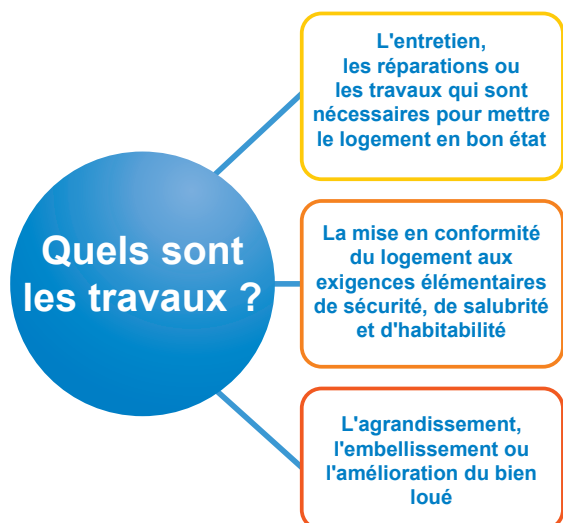 Quels sont
les travaux ?
L'entretien,
les réparations ou
les travaux qui sont
nécessaires pour mettre
le logement en bon état
La mise en conformité
du logement aux
exigences élémentaires
de sécurité, de salubrité
et d'habitabilité
L'agrandissement,
l'embellissement ou
l'amélioration du bien
loué